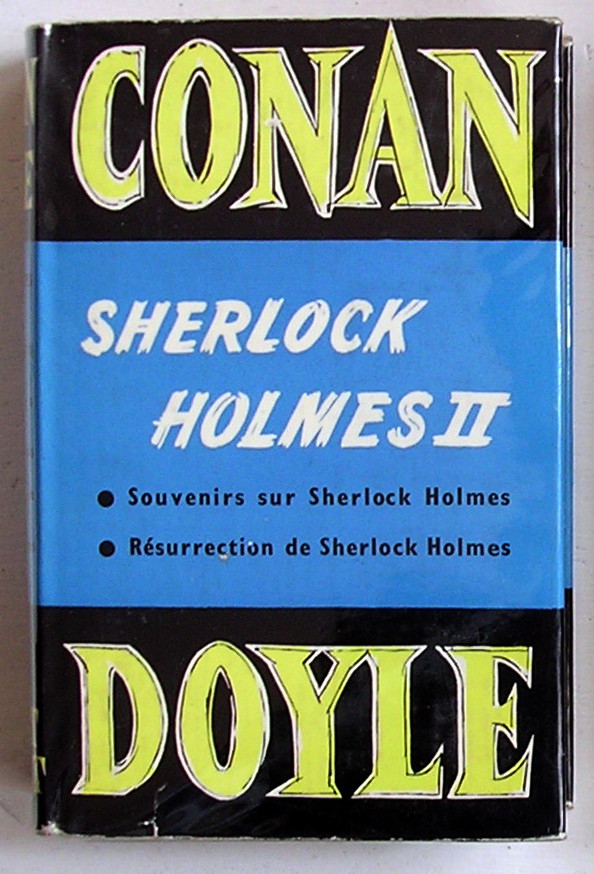 CONAN
SHERLOCK
HOLMES II
● Souvenirs sur Sherlock Holmes
● Résurrection de Sherlock Holmes
DOYLE